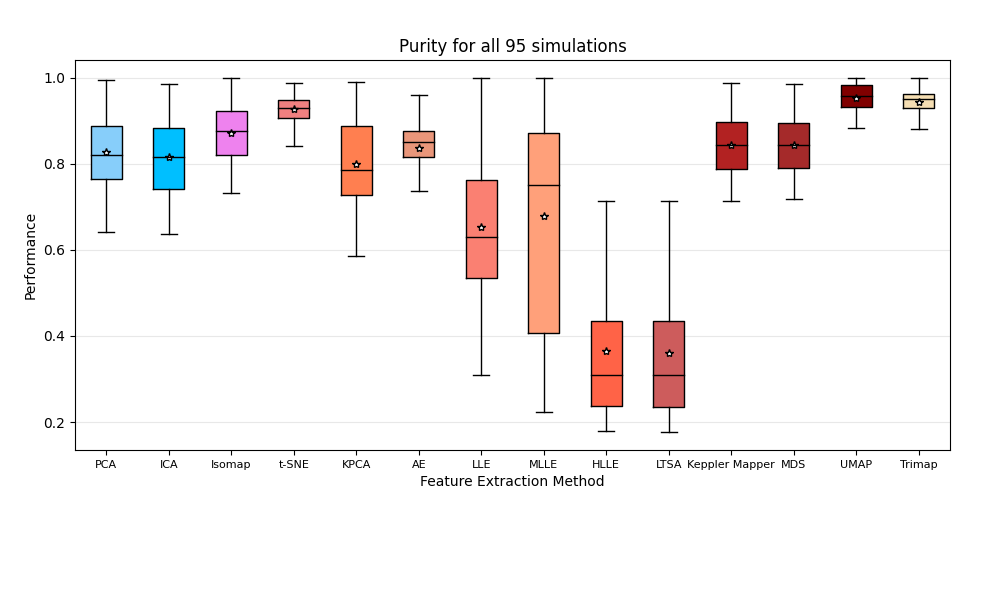 Purity for all 95 simulations
Performance
1.0
0.8
0.6
0.4
0.2
PCA ICA Isomap t-SNE KPCA AE LLE MLLE HLLE LTSA Keppler Mapper MDS UMAP Trimap
Feature Extraction Method